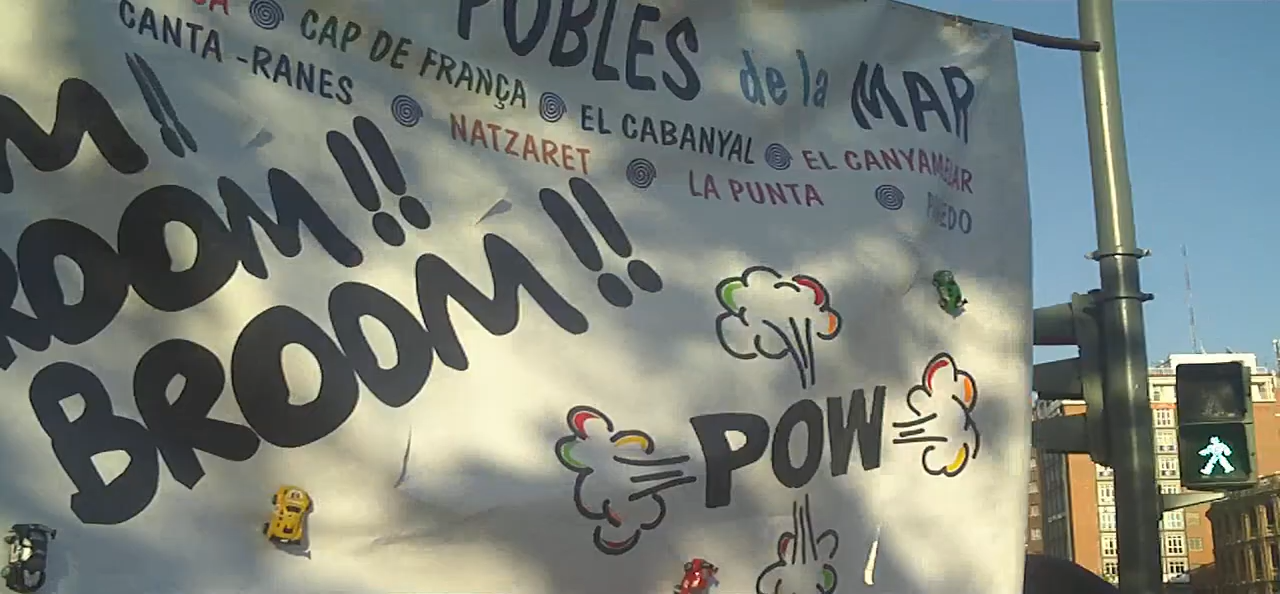 POBLES de la MAR
CAP DE FRANÇA EL CABANYAL EL CANYAMELAR
CANTA-RANES NATZARET LA PUNTA PINEDO
BROOM!!
POW